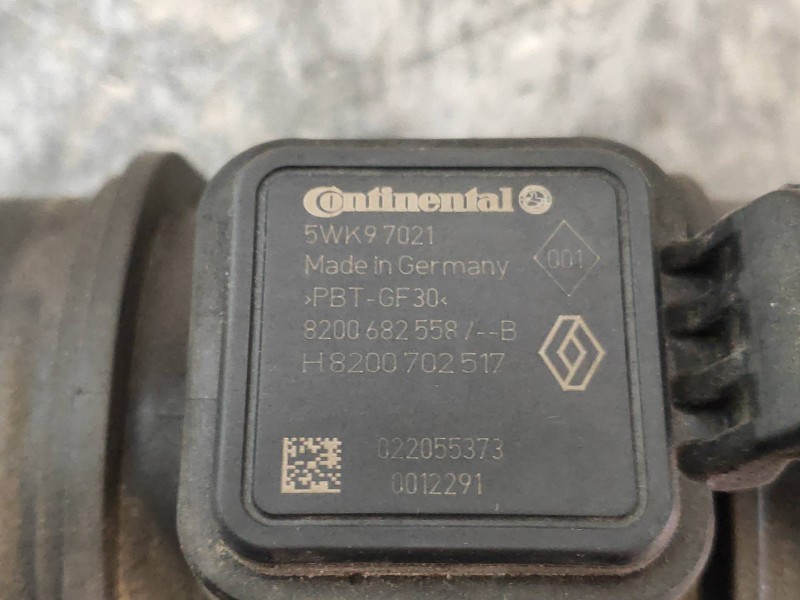 Continental
5WK9 7021
001
Made in Germany
>PBT-GF30<
8200 682 558 /--B
H 8200 702 517
022055373
0012291